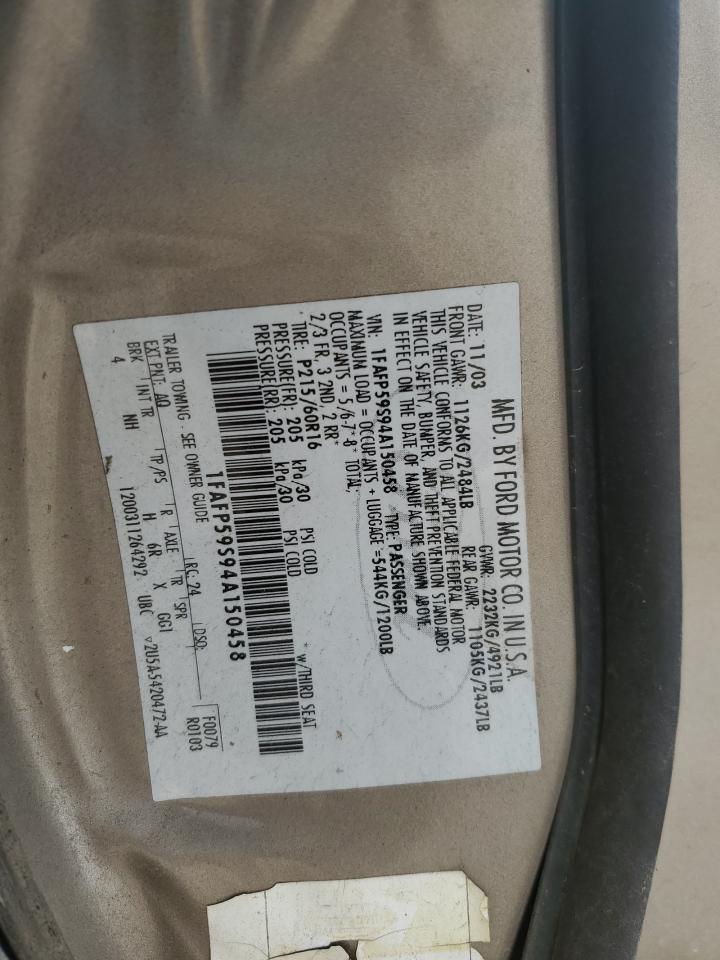 MFD. BY FORD MOTOR CO. IN U.S.A.
DATE: 11/03 GVWR: 2232KG/4921LB
FRONT GAWR: 1126KG/2484LB REAR GAWR: 1105KG/2437LB
THIS VEHICLE CONFORMS TO ALL APPLICABLE FEDERAL MOTOR
VEHICLE SAFETY, BUMPER, AND THEFT PREVENTION STANDARDS
IN EFFECT ON THE DATE OF MANUFACTURE SHOWN ABOVE.
VIN: 1FAFP59S94A150458 TYPE: PASSENGER
MAXIMUM LOAD = OCCUPANTS + LUGGAGE =544KG/1200LB
OCCUPANTS = 5/6-7*-8* TOTAL,
2/3 FR, 3 2ND, 2 RR*
TIRE: P215/60R16 * w/THIRD SEAT
PRESSURE(FR): 205 kPa/30 PSI COLD
PRESSURE(RR): 205 kPa/30 PSI COLD
1FAFP59S94A150458
TRAILER TOWING - SEE OWNER GUIDE
EXT PNT: AQ RC: 24 DSO: F0079
BRK INT TR TP/PS R AXLE TR SPR R0103
4 NH H 6R X GG1
1200311264292 UBC ▽2U5A5420472-AA